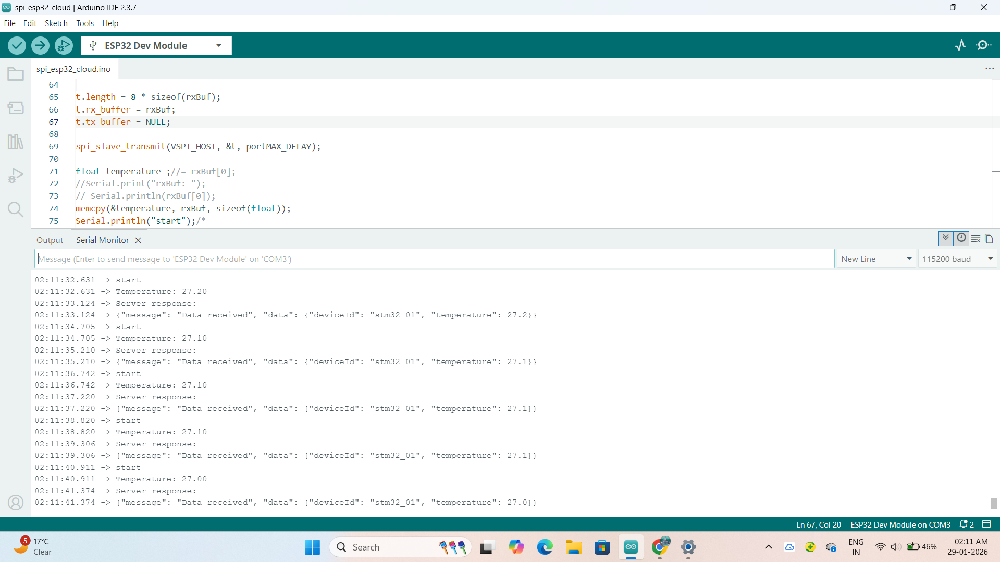 spi_esp32_cloud | Arduino IDE 2.3.7
File Edit Sketch Tools Help
ESP32 Dev Module
spi_esp32_cloud.ino
64
65 t.length = 8 * sizeof(rxBuf);
66 t.rx_buffer = rxBuf;
67 t.tx_buffer = NULL;
68
69 spi_slave_transmit(VSPI_HOST, &t, portMAX_DELAY);
70
71 float temperature ;//= rxBuf[0];
72 //Serial.print("rxBuf: ");
73 // Serial.println(rxBuf[0]);
74 memcpy(&temperature, rxBuf, sizeof(float));
75 Serial.println("start");/*
Output Serial Monitor
Message (Enter to send message to 'ESP32 Dev Module' on 'COM3') New Line 115200 baud
02:11:32.631 -> start
02:11:32.631 -> Temperature: 27.20
02:11:33.124 -> Server response:
02:11:33.124 -> {"message": "Data received", "data": {"deviceId": "stm32_01", "temperature": 27.2}}
02:11:34.705 -> start
02:11:34.705 -> Temperature: 27.10
02:11:35.210 -> Server response:
02:11:35.210 -> {"message": "Data received", "data": {"deviceId": "stm32_01", "temperature": 27.1}}
02:11:36.742 -> start
02:11:36.742 -> Temperature: 27.10
02:11:37.220 -> Server response:
02:11:37.220 -> {"message": "Data received", "data": {"deviceId": "stm32_01", "temperature": 27.1}}
02:11:38.820 -> start
02:11:38.820 -> Temperature: 27.10
02:11:39.306 -> Server response:
02:11:39.306 -> {"message": "Data received", "data": {"deviceId": "stm32_01", "temperature": 27.1}}
02:11:40.911 -> start
02:11:40.911 -> Temperature: 27.00
02:11:41.374 -> Server response:
02:11:41.374 -> {"message": "Data received", "data": {"deviceId": "stm32_01", "temperature": 27.0}}
Ln 67, Col 20 ESP32 Dev Module on COM3 2
5 17°C
Clear
Search
ENG
IN
46%
02:11 AM
29-01-2026